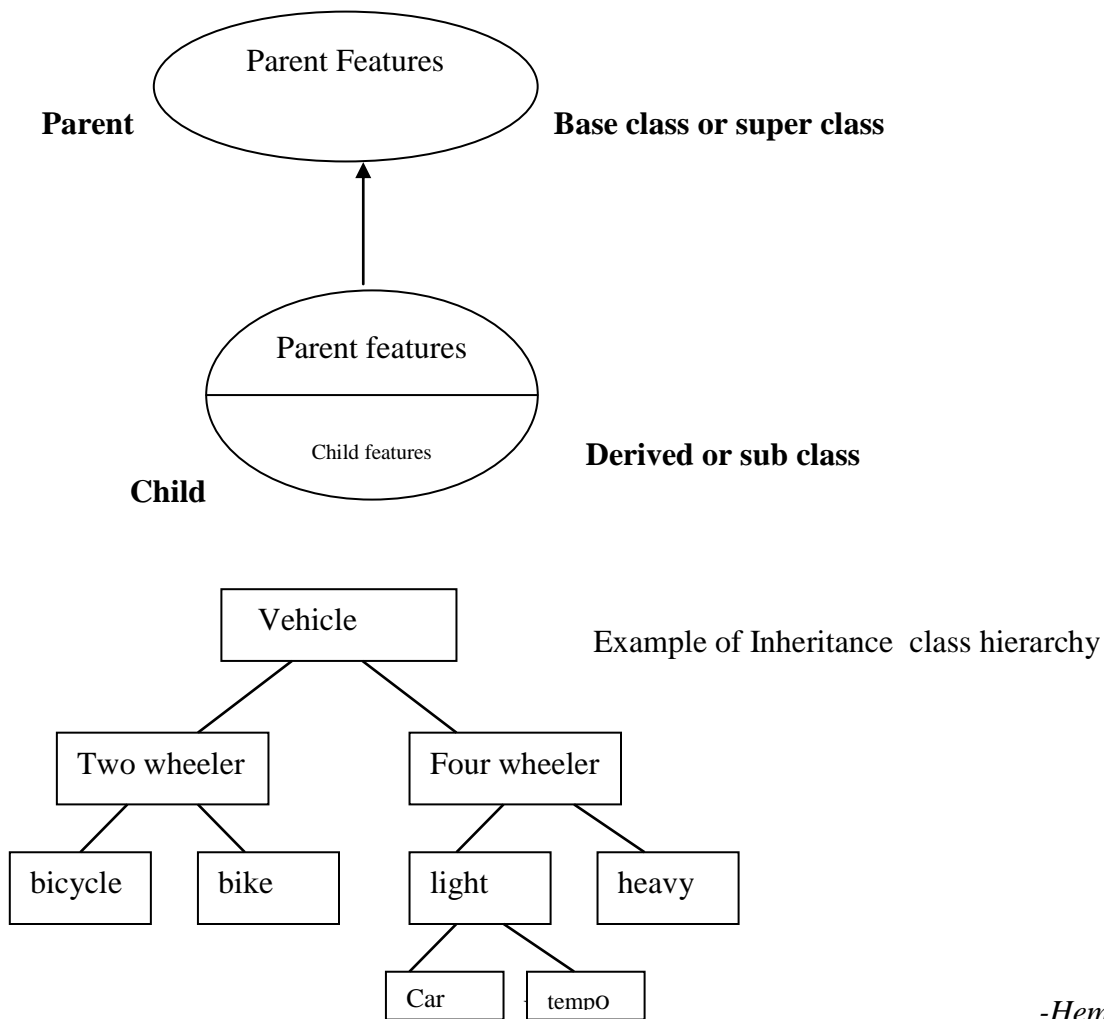 Parent Features
Parent Base class or super class
Parent features
Child features
Derived or sub class
Child
Vehicle
Example of Inheritance class hierarchy
Two wheeler Four wheeler
bicycle bike light heavy
Car tempo
-Hem